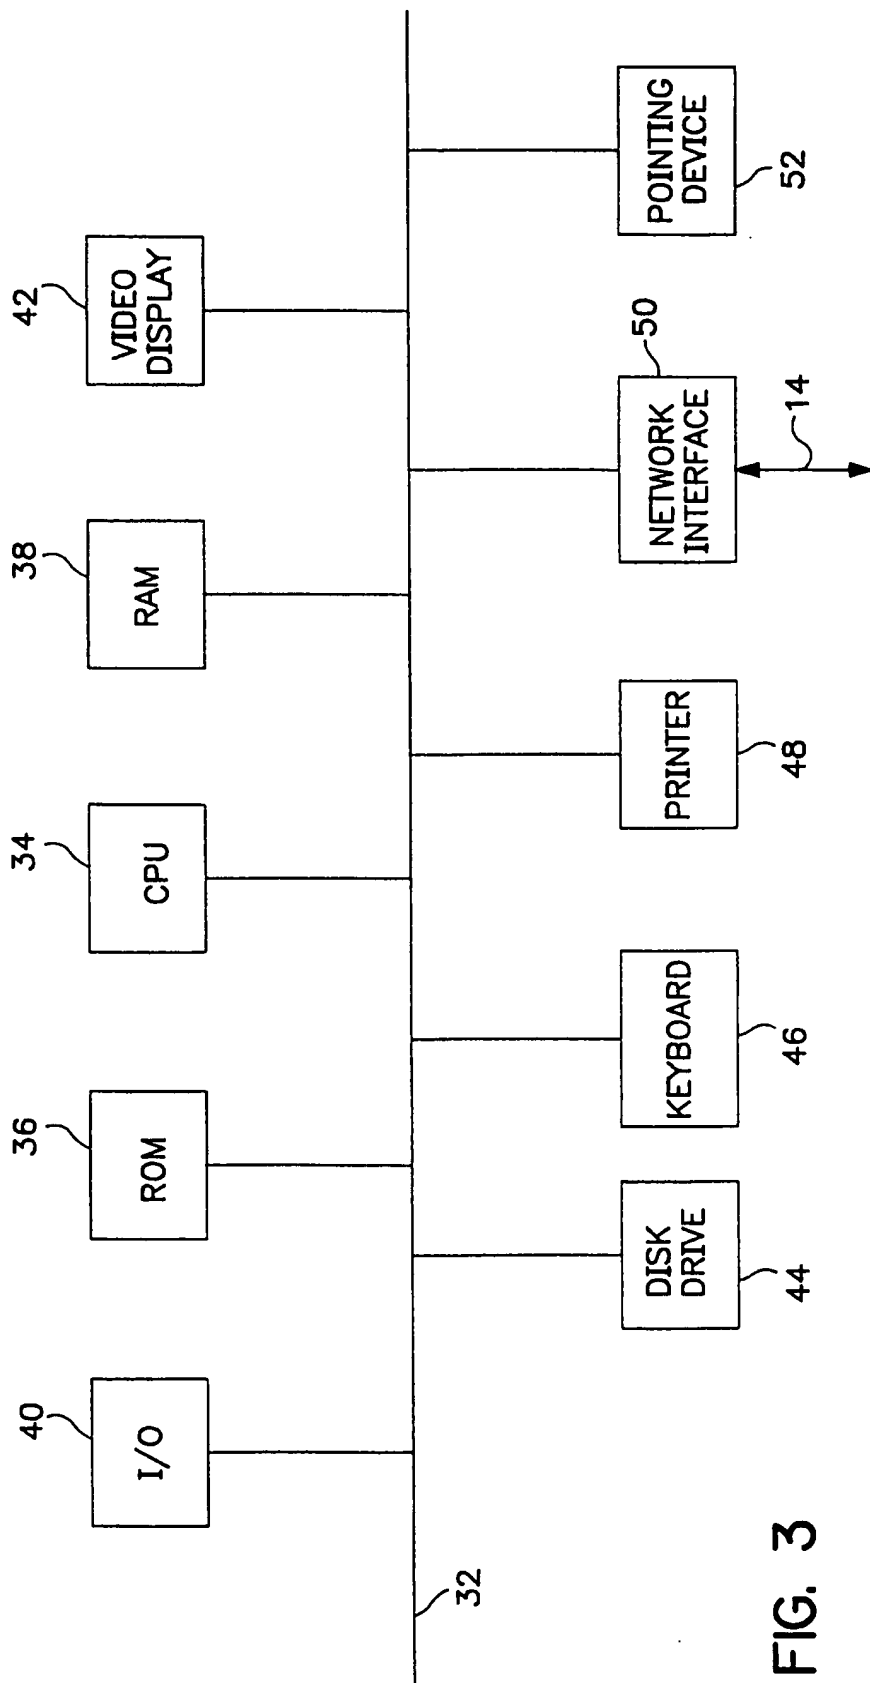 40
I/O
36
ROM
34
CPU
38
RAM
42
VIDEO
DISPLAY
32
DISK
DRIVE
44
KEYBOARD
46
PRINTER
48
NETWORK
INTERFACE
50
14
POINTING
DEVICE
52
FIG. 3